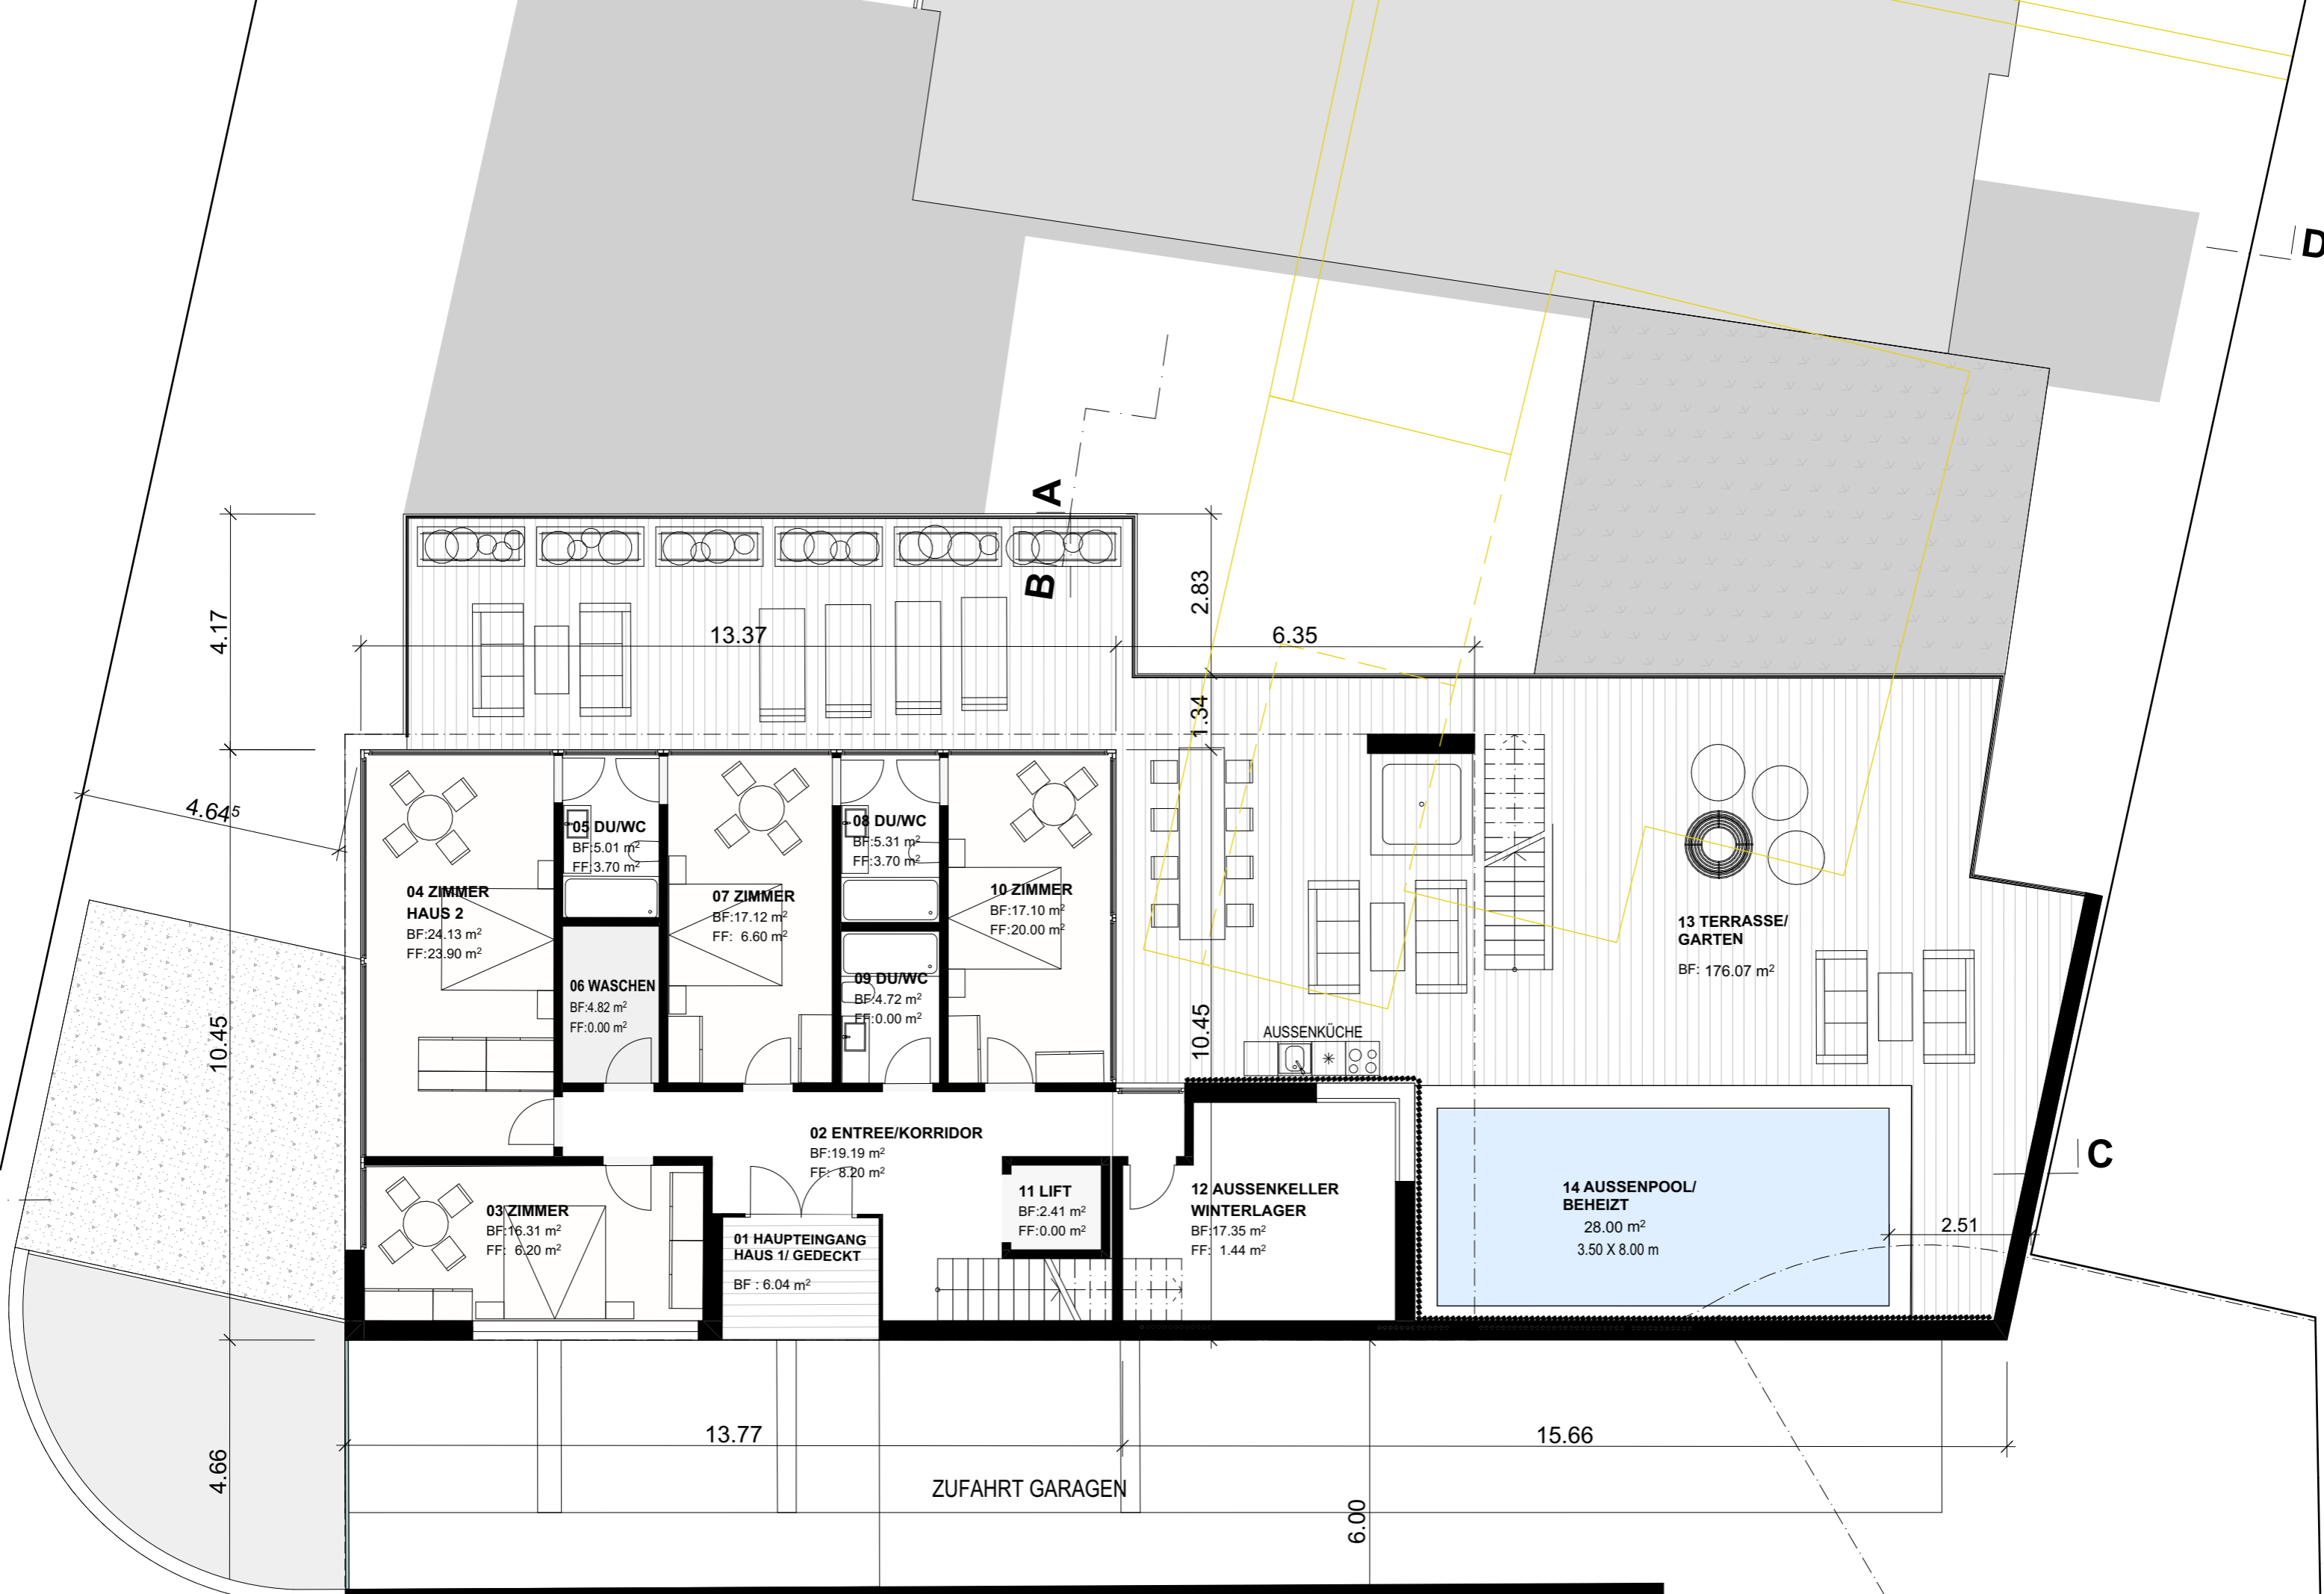 D
A
B
4.17
2.83
13.37
6.35
1.34
4.64⁵
05 DU/WC
BF:5.01 m²
FF:3.70 m²
08 DU/WC
BF:5.31 m²
FF:3.70 m²
04 ZIMMER
HAUS 2
BF:24.13 m²
FF:23.90 m²
07 ZIMMER
BF:17.12 m²
FF: 6.60 m²
10 ZIMMER
BF:17.10 m²
FF:20.00 m²
13 TERRASSE/
GARTEN
BF: 176.07 m²
06 WASCHEN
BF:4.82 m²
FF:0.00 m²
09 DU/WC
BF:4.72 m²
FF:0.00 m²
10.45
10.45
AUSSENKÜCHE
02 ENTREE/KORRIDOR
BF:19.19 m²
FF: 8.20 m²
C
03 ZIMMER
BF:16.31 m²
FF: 6.20 m²
01 HAUPTEINGANG
HAUS 1/ GEDECKT
BF : 6.04 m²
11 LIFT
BF:2.41 m²
FF:0.00 m²
12 AUSSENKELLER
WINTERLAGER
BF:17.35 m²
FF: 1.44 m²
14 AUSSENPOOL/
BEHEIZT
28.00 m²
3.50 X 8.00 m
2.51
13.77
15.66
4.66
ZUFAHRT GARAGEN
6.00